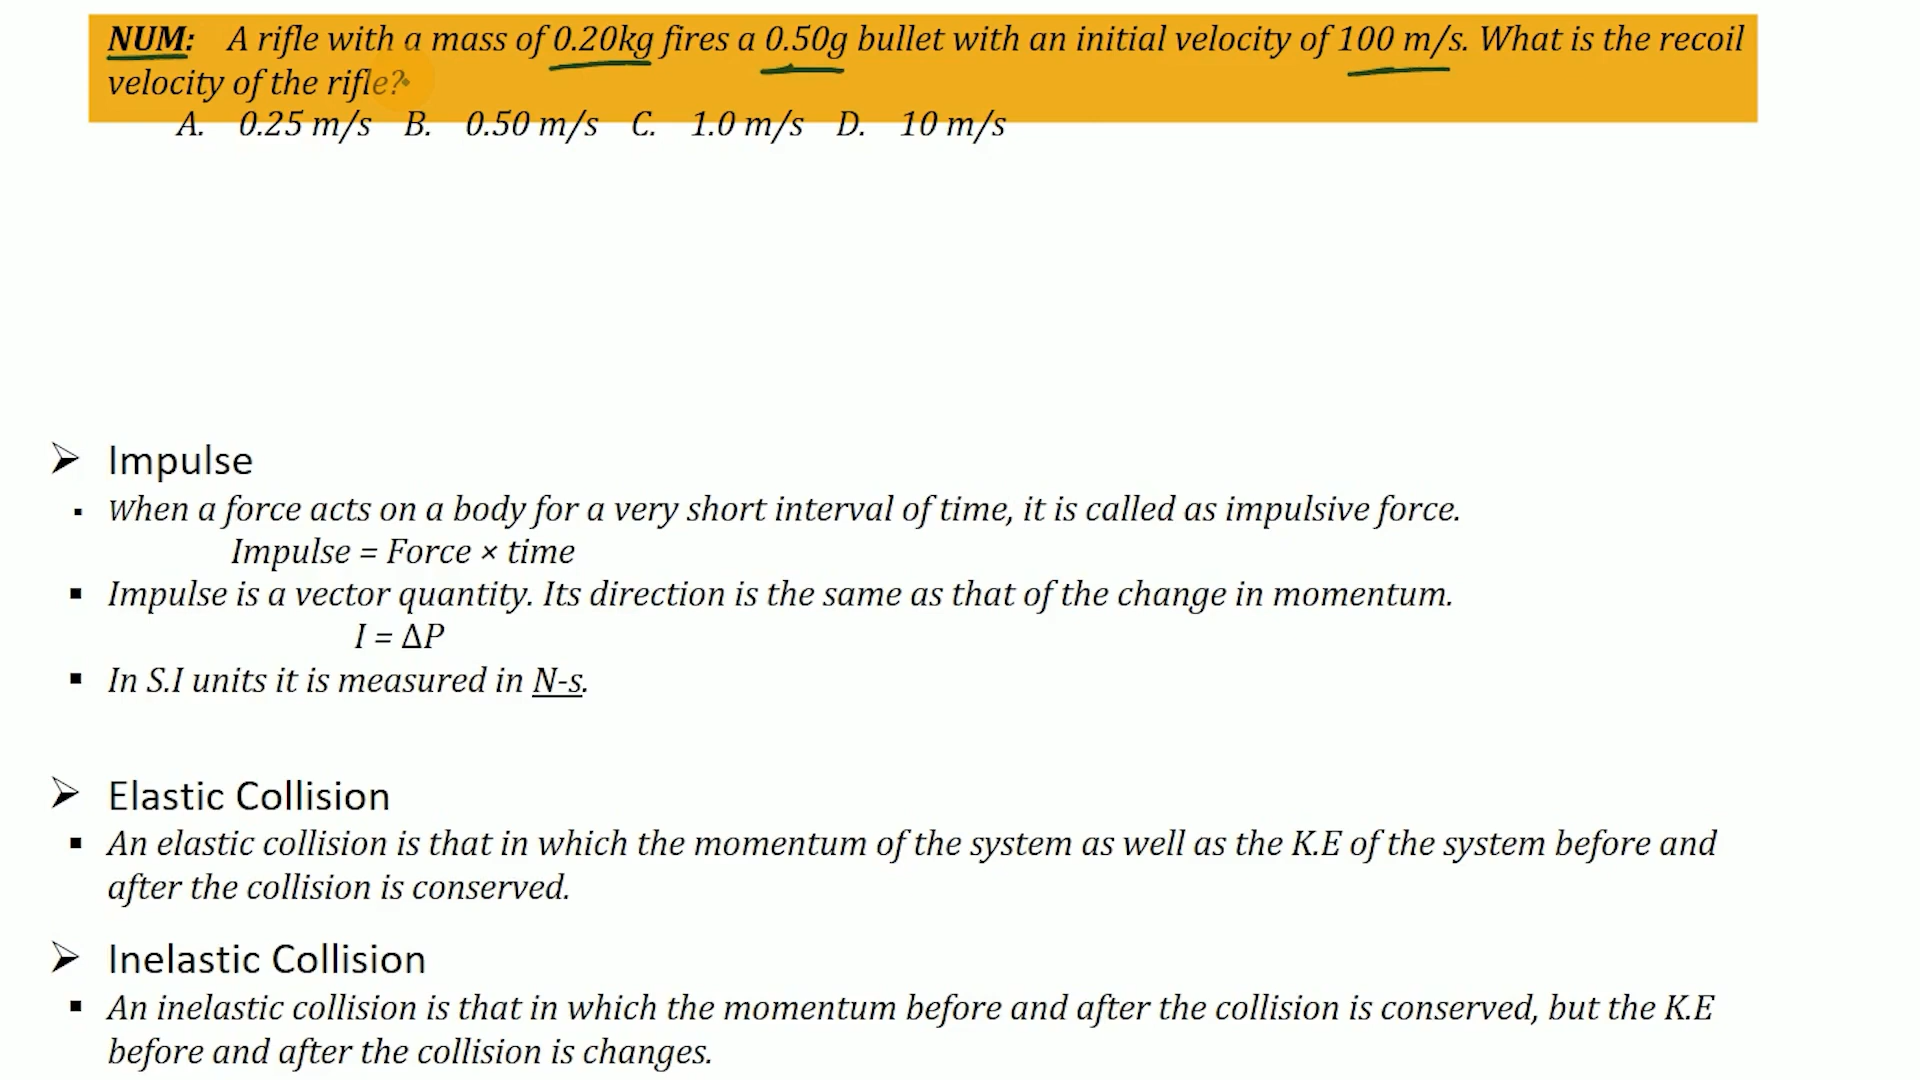 NUM: A rifle with a mass of 0.20kg fires a 0.50g bullet with an initial velocity of 100 m/s. What is the recoil
velocity of the rifle?
A. 0.25 m/s B. 0.50 m/s C. 1.0 m/s D. 10 m/s
➢ Impulse
▪ When a force acts on a body for a very short interval of time, it is called as impulsive force.
Impulse = Force × time
▪ Impulse is a vector quantity. Its direction is the same as that of the change in momentum.
I = ΔP
▪ In S.I units it is measured in N-s.
➢ Elastic Collision
▪ An elastic collision is that in which the momentum of the system as well as the K.E of the system before and
after the collision is conserved.
➢ Inelastic Collision
▪ An inelastic collision is that in which the momentum before and after the collision is conserved, but the K.E
before and after the collision is changes.